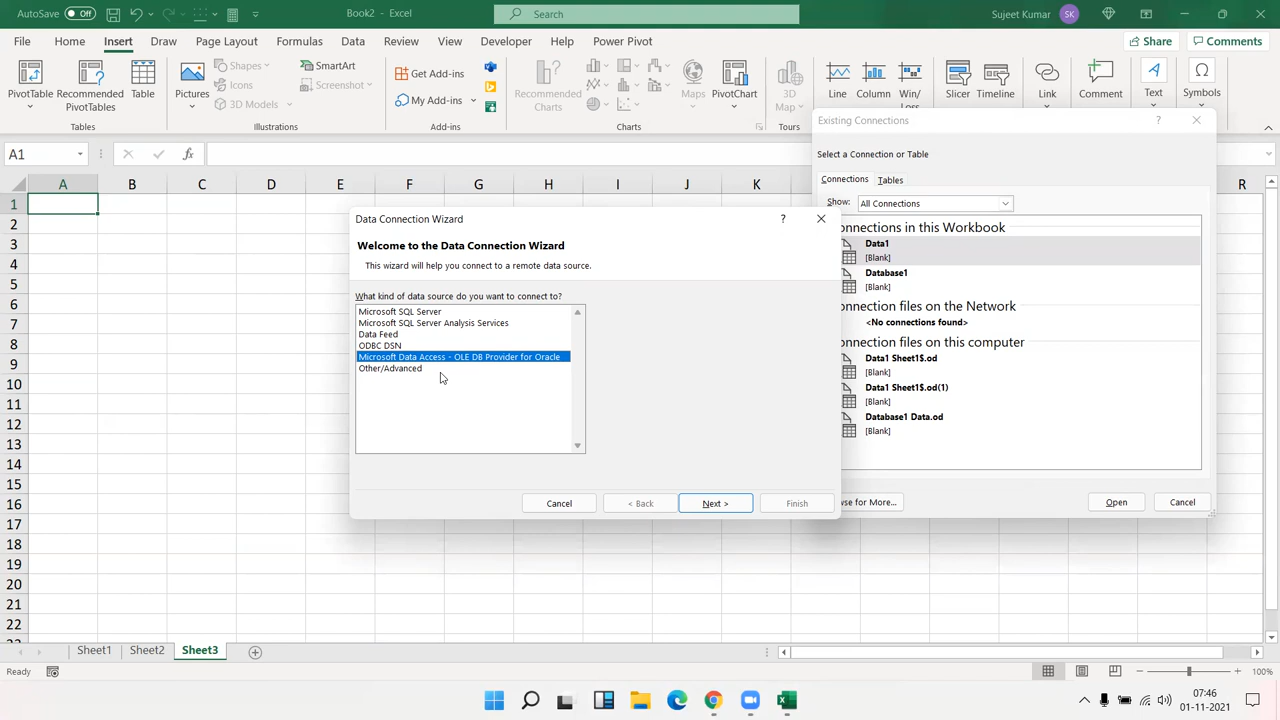 AutoSave Off Book2 - Excel Search Sujeet Kumar SK
File Home Insert Draw Page Layout Formulas Data Review View Developer Help Power Pivot Share Comments
PivotTable Recommended PivotTables Table
Tables
Pictures Shapes Icons 3D Models SmartArt Screenshot
Illustrations
Get Add-ins My Add-ins
Add-ins
Recommended Charts Maps PivotChart
Charts
3D Map
Tours
Line Column Win/Loss
Slicer Timeline
Link
Comment
Text
Symbols
A1 fx
A B C D E F G H I J K R
1
2
3
4
5
6
7
8
9
10
11
12
13
14
15
16
17
18
19
20
21
22
Existing Connections ?
Select a Connection or Table
Connections Tables
Show: All Connections
onnections in this Workbook
Data1
[Blank]
Database1
[Blank]
onnection files on the Network
<No connections found>
onnection files on this computer
Data1 Sheet1$.od
[Blank]
Data1 Sheet1$.od(1)
[Blank]
Database1 Data.od
[Blank]
wse for More... Open Cancel
Data Connection Wizard ?
Welcome to the Data Connection Wizard
This wizard will help you connect to a remote data source.
What kind of data source do you want to connect to?
Microsoft SQL Server
Microsoft SQL Server Analysis Services
Data Feed
ODBC DSN
Microsoft Data Access - OLE DB Provider for Oracle
Other/Advanced
Cancel < Back Next > Finish
Sheet1 Sheet2 Sheet3
Ready 100%
07:46
01-11-2021